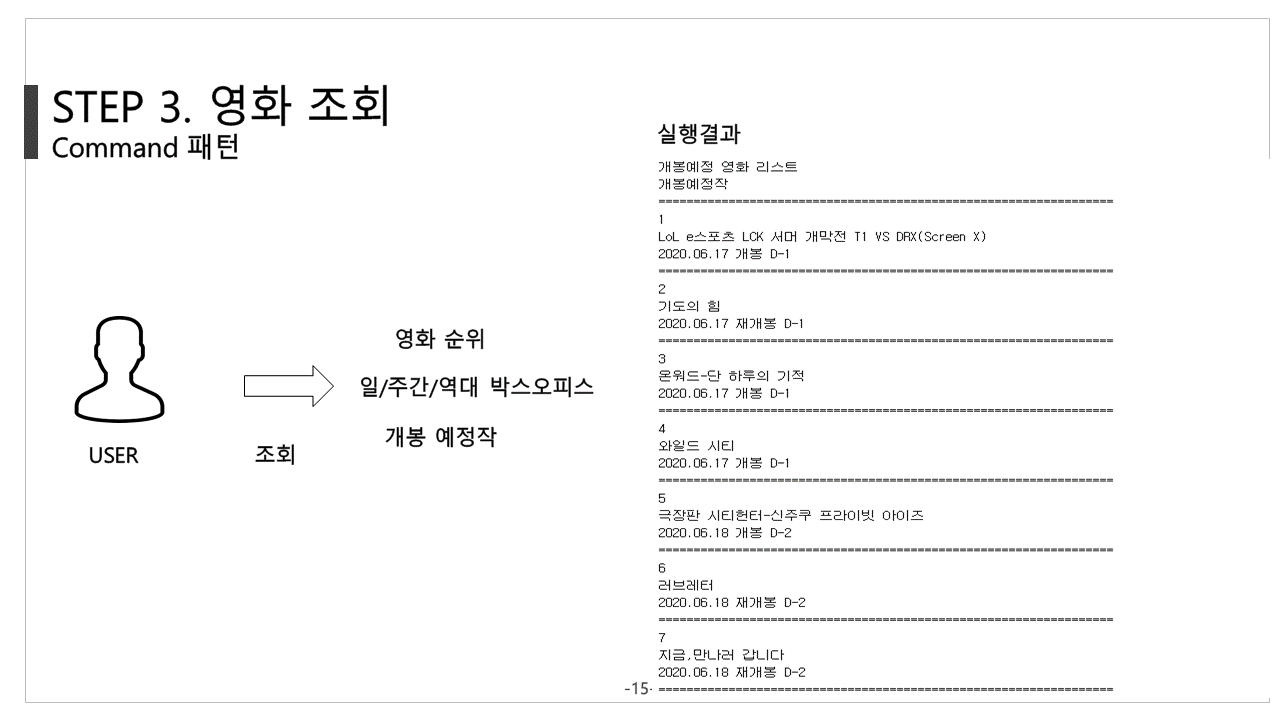 STEP 3. 영화 조회
Command 패턴
영화 순위
일/주간/역대 박스오피스
개봉 예정작
USER
조회
실행결과
개봉예정 영화 리스트
개봉예정작
=================================================================
1
LoL e스포츠 LCK 서머 개막전 T1 VS DRX(Screen X)
2020.06.17 개봉 D-1
=================================================================
2
기도의 힘
2020.06.17 재개봉 D-1
=================================================================
3
온워드-단 하루의 기적
2020.06.17 개봉 D-1
=================================================================
4
와일드 시티
2020.06.17 개봉 D-1
=================================================================
5
극장판 시티헌터-신주쿠 프라이빗 아이즈
2020.06.18 개봉 D-2
=================================================================
6
러브레터
2020.06.18 재개봉 D-2
=================================================================
7
지금,만나러 갑니다
2020.06.18 재개봉 D-2
=================================================================
-15-